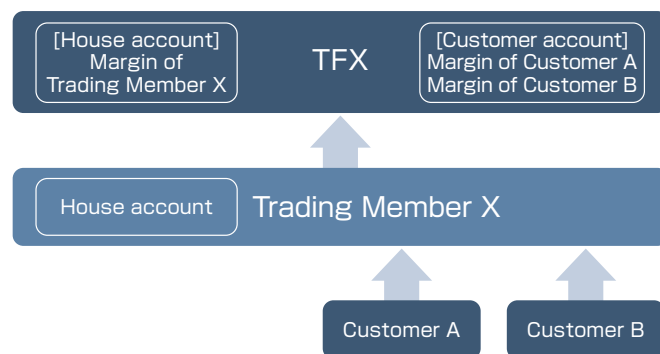 [House account]
Margin of
Trading Member X
TFX
[Customer account]
Margin of Customer A
Margin of Customer B
House account
Trading Member X
Customer A
Customer B